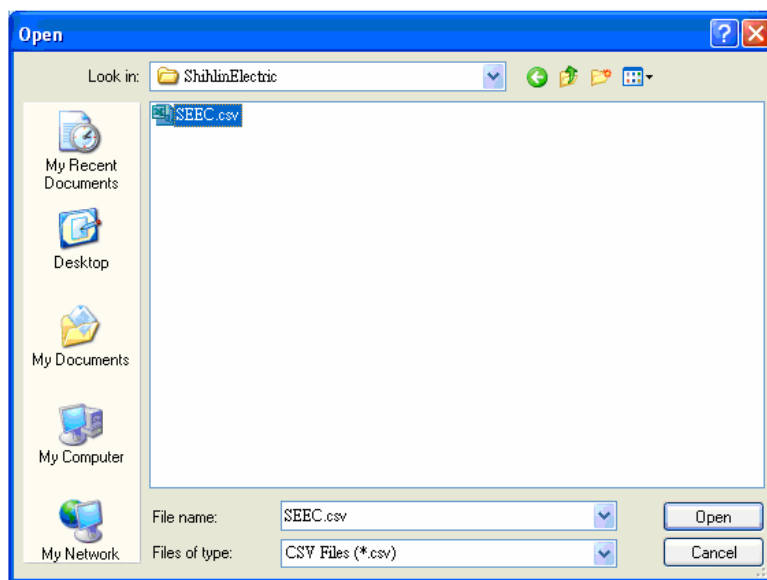 Open
Look in: ShihlinElectric
SEEC.csv
My Recent
Documents
Desktop
My Documents
My Computer
My Network
File name: SEEC.csv Open
Files of type: CSV Files (*.csv) Cancel